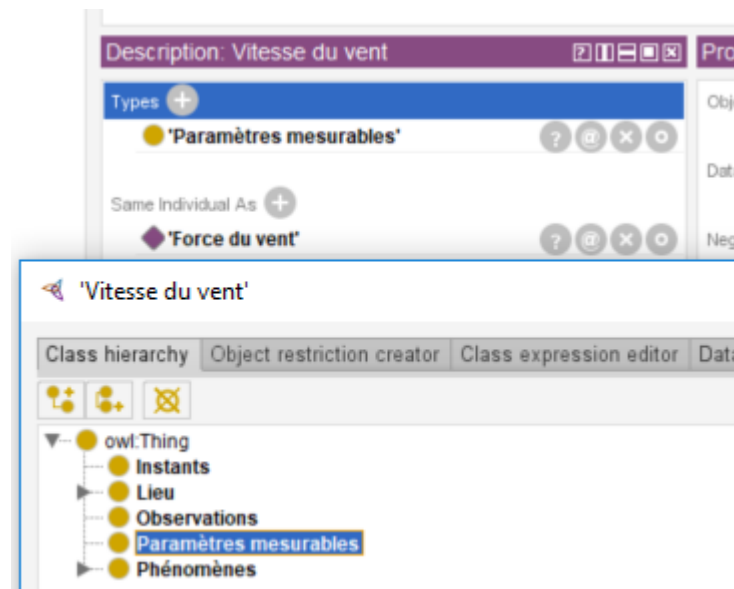 Description: Vitesse du vent
Pro
Types
Obj
'Paramètres mesurables'
Dat
Same Individual As
'Force du vent'
Neg
'Vitesse du vent'
Class hierarchy Object restriction creator Class expression editor Data
owl:Thing
Instants
Lieu
Observations
Paramètres mesurables
Phénomènes